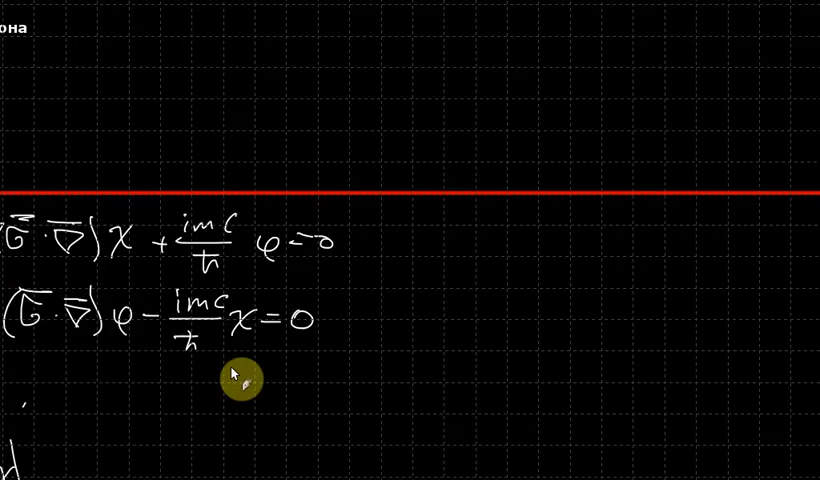 она
(σ̄ · ∇̄)χ + imc/ħ φ = 0
(σ̄ · ∇̄)φ − imc/ħ χ = 0